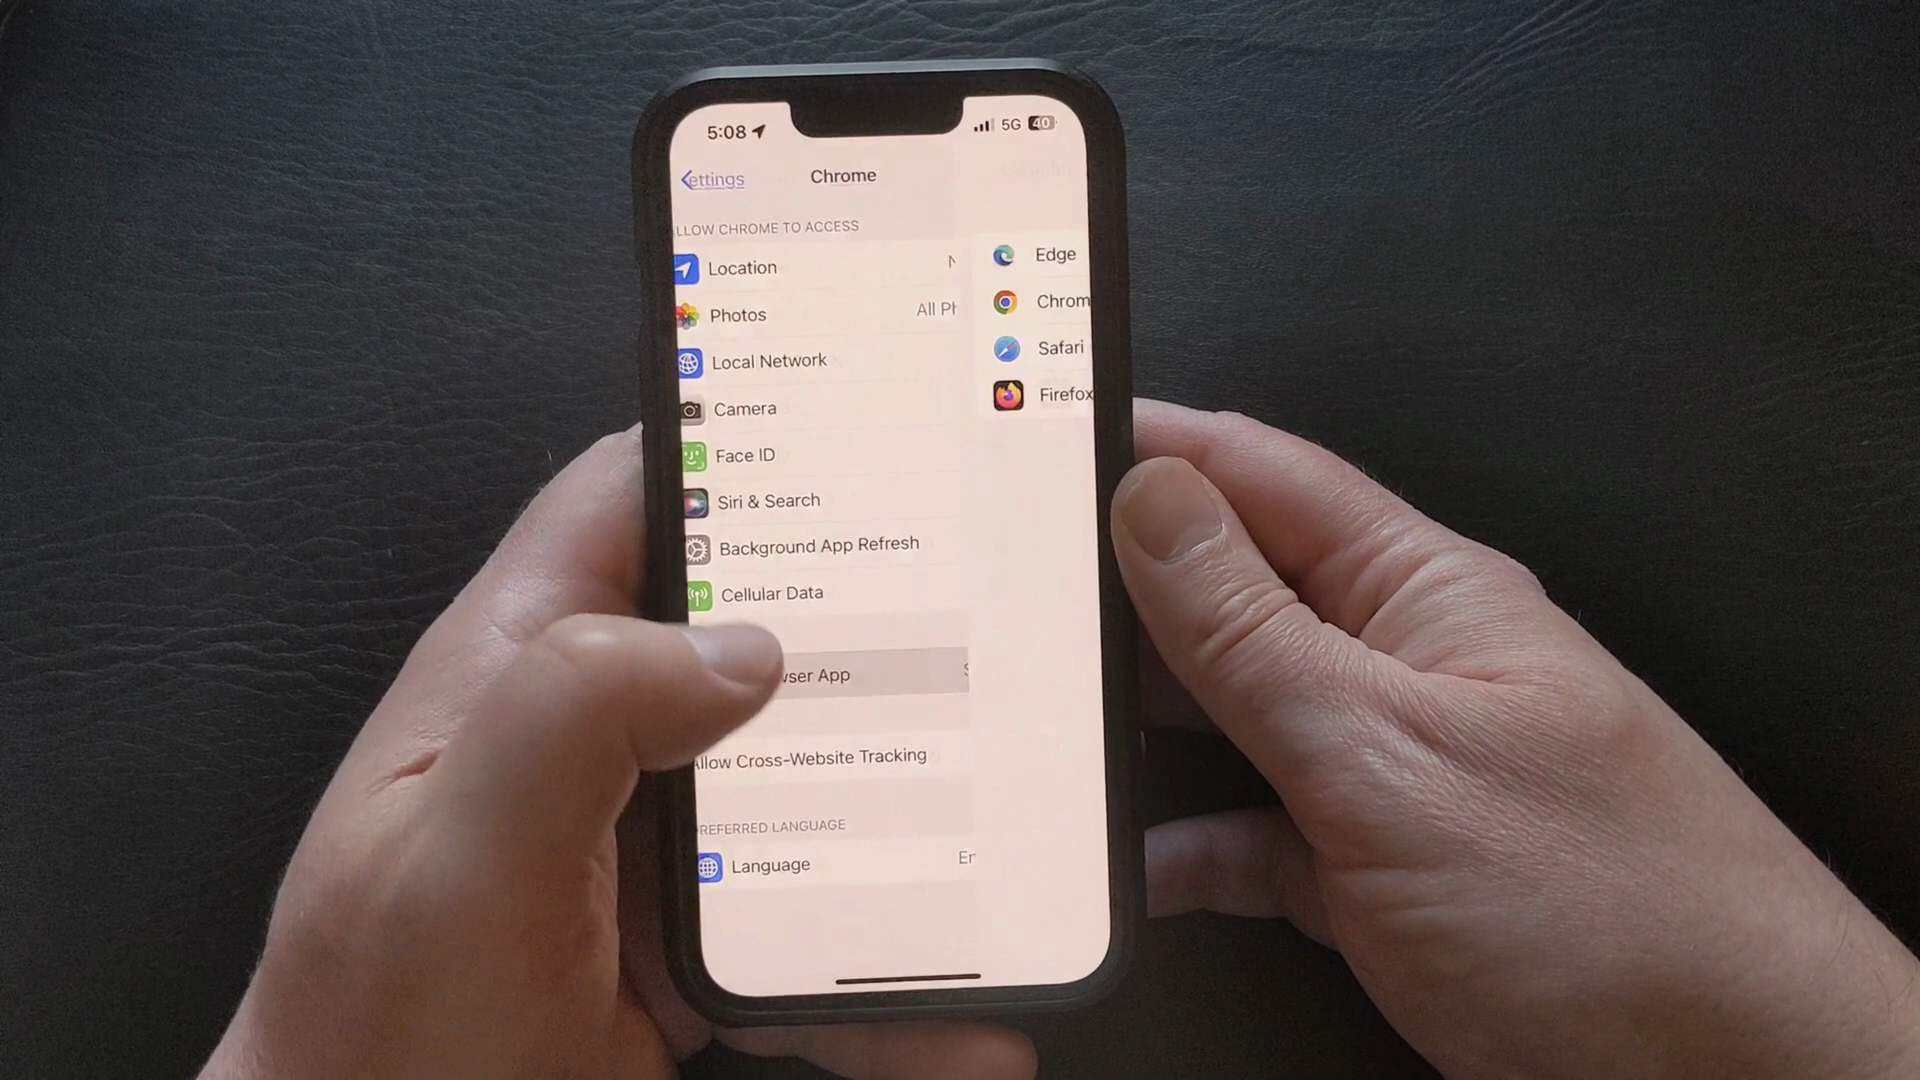 5:08
5G 40
ettings
Chrome
LLOW CHROME TO ACCESS
Location
Photos
All Ph
Local Network
Camera
Face ID
Siri & Search
Background App Refresh
Cellular Data
wser App
llow Cross-Website Tracking
REFERRED LANGUAGE
Language
Er
Edge
Chrom
Safari
Firefox